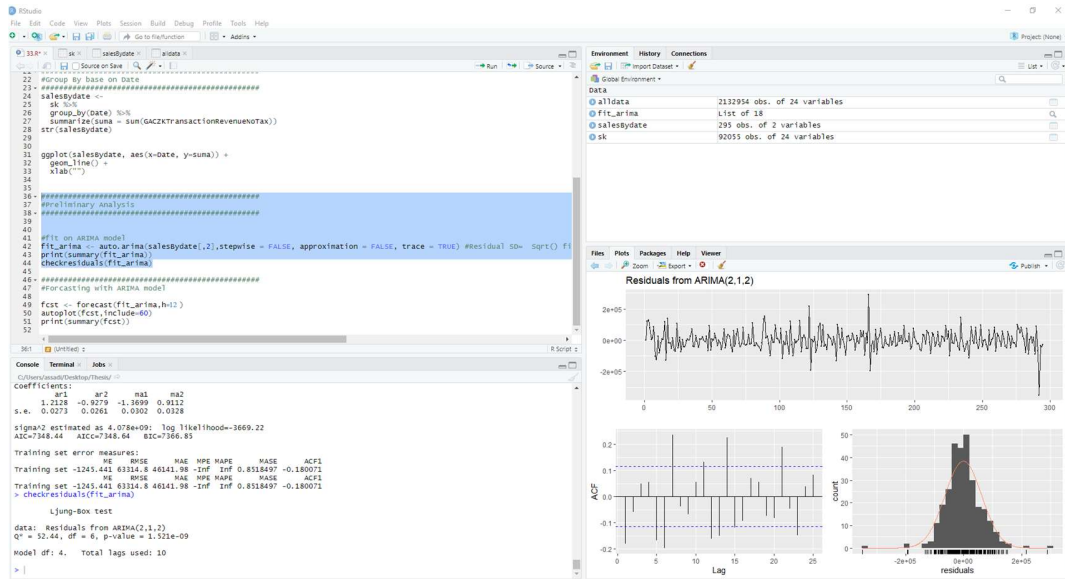 RStudio
File Edit Code View Plots Session Build Debug Profile Tools Help
Go to file/function Addins
Project: (None)
33.R* sk salesBydate alldata
Source on Save Run Source
22 #Group By base on Date
23 ################################################
24 salesBydate <-
25 sk %>%
26 group_by(Date) %>%
27 summarize(suma = sum(GACZKTransactionRevenueNoTax))
28 str(salesBydate)
29
30
31 ggplot(salesBydate, aes(x=Date, y=suma)) +
32 geom_line() +
33 xlab("")
34
35
36 ################################################
37 #Preliminary Analysis
38 ################################################
39
40
41 #fit on ARIMA model
42 fit_arima <- auto.arima(salesBydate[,2],stepwise = FALSE, approximation = FALSE, trace = TRUE) #Residual SD= Sqrt() fi
43 print(summary(fit_arima))
44 checkresiduals(fit_arima)
45
46 ################################################
47 #Forcasting with ARIMA model
48
49 fcst <- forecast(fit_arima,h=12 )
50 autoplot(fcst,include=60)
51 print(summary(fcst))
52
36:1 (Untitled) R Script
Console Terminal Jobs
C:/Users/assadi/Desktop/Thesis/
Coefficients:
ar1 ar2 ma1 ma2
1.2128 -0.9279 -1.3699 0.9112
s.e. 0.0273 0.0261 0.0302 0.0328
sigma^2 estimated as 4.078e+09: log likelihood=-3669.22
AIC=7348.44 AICc=7348.64 BIC=7366.85
Training set error measures:
ME RMSE MAE MPE MAPE MASE ACF1
Training set -1245.441 63314.8 46141.98 -Inf Inf 0.8518497 -0.180071
ME RMSE MAE MPE MAPE MASE ACF1
Training set -1245.441 63314.8 46141.98 -Inf Inf 0.8518497 -0.180071
> checkresiduals(fit_arima)
Ljung-Box test
data: Residuals from ARIMA(2,1,2)
Q* = 52.44, df = 6, p-value = 1.521e-09
Model df: 4. Total lags used: 10
>
Environment History Connections
Import Dataset List
Global Environment
Data
alldata 2132954 obs. of 24 variables
fit_arima List of 18
salesBydate 295 obs. of 2 variables
sk 92055 obs. of 24 variables
Files Plots Packages Help Viewer
Zoom Export Publish
Residuals from ARIMA(2,1,2)
2e+05
0e+00
-2e+05
0 50 100 150 200 250 300
0.2
0.1
0.0
-0.1
-0.2
ACF
0 5 10 15 20 25
Lag
50
40
30
20
10
0
count
-2e+05 0e+00 2e+05
residuals